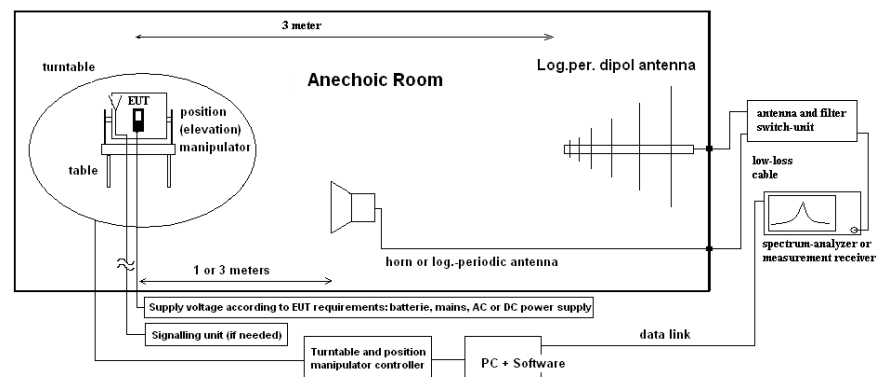 3 meter
turntable
Anechoic Room
Log.per. dipol antenna
EUT
position
(elevation)
manipulator
table
antenna and filter
switch-unit
low-loss
cable
spectrum-analyzer or
measurement receiver
horn or log.-periodic antenna
1 or 3 meters
Supply voltage according to EUT requirements: batterie, mains, AC or DC power supply
Signalling unit (if needed)
data link
Turntable and position
manipulator controller
PC + Software